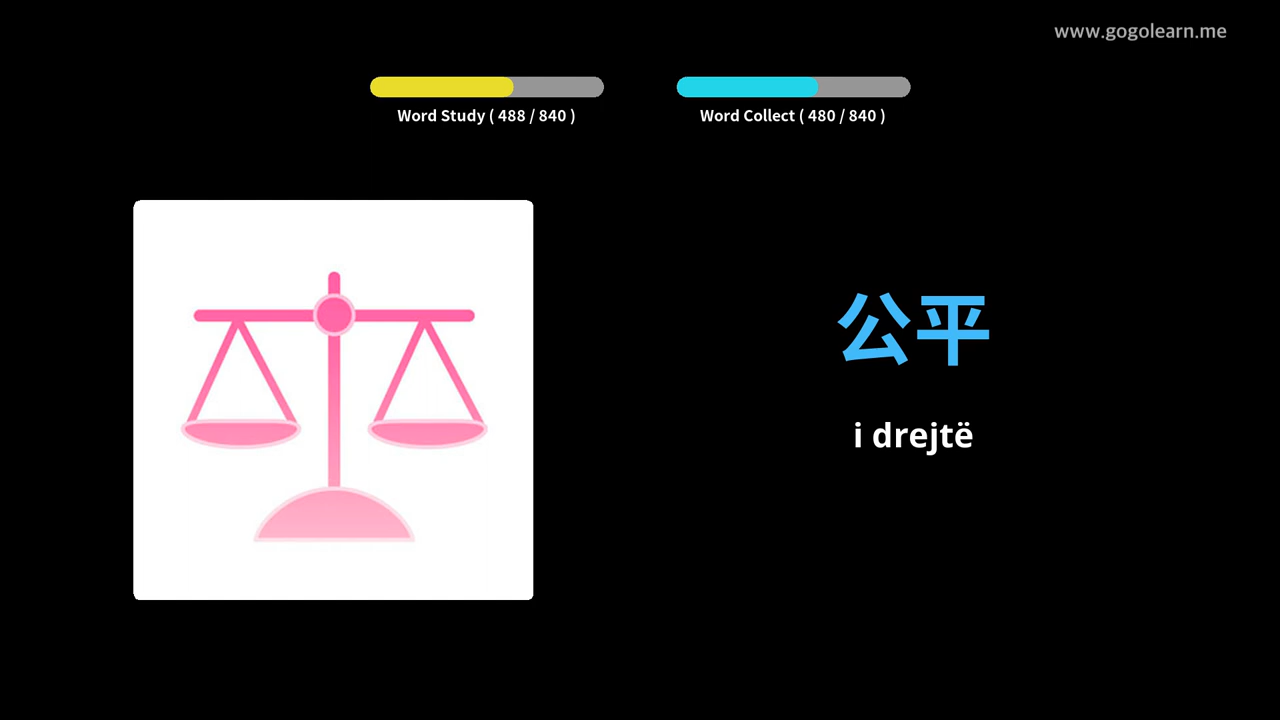 www.gogolearn.me
Word Study ( 488 / 840 )
Word Collect ( 480 / 840 )
公平
i drejtë